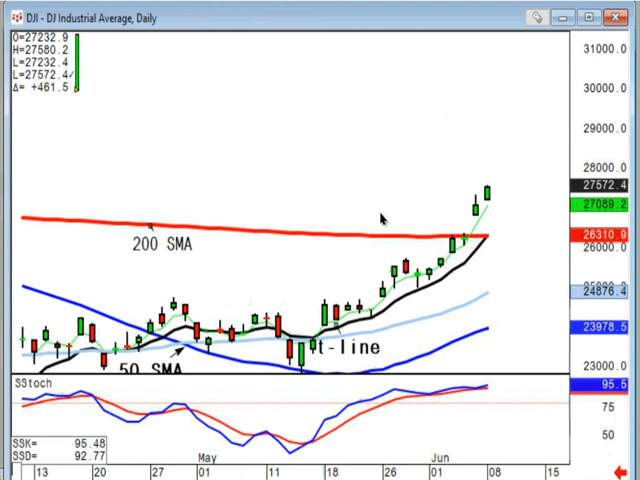 DJI - DJ Industrial Average, Daily
O=27232.9
H=27580.2
L=27232.4
L=27572.4
Δ= +461.5
31000.0
30000.0
29000.0
28000.0
27572.4
27089.2
26310.9
26000.0
24876.4
23978.5
23000.0
200 SMA
t-line
50 SMA
SStoch
95.5
75
50
SSK= 95.48
SSD= 92.77
13 20 27 May 01 11 18 26 Jun 01 08 15